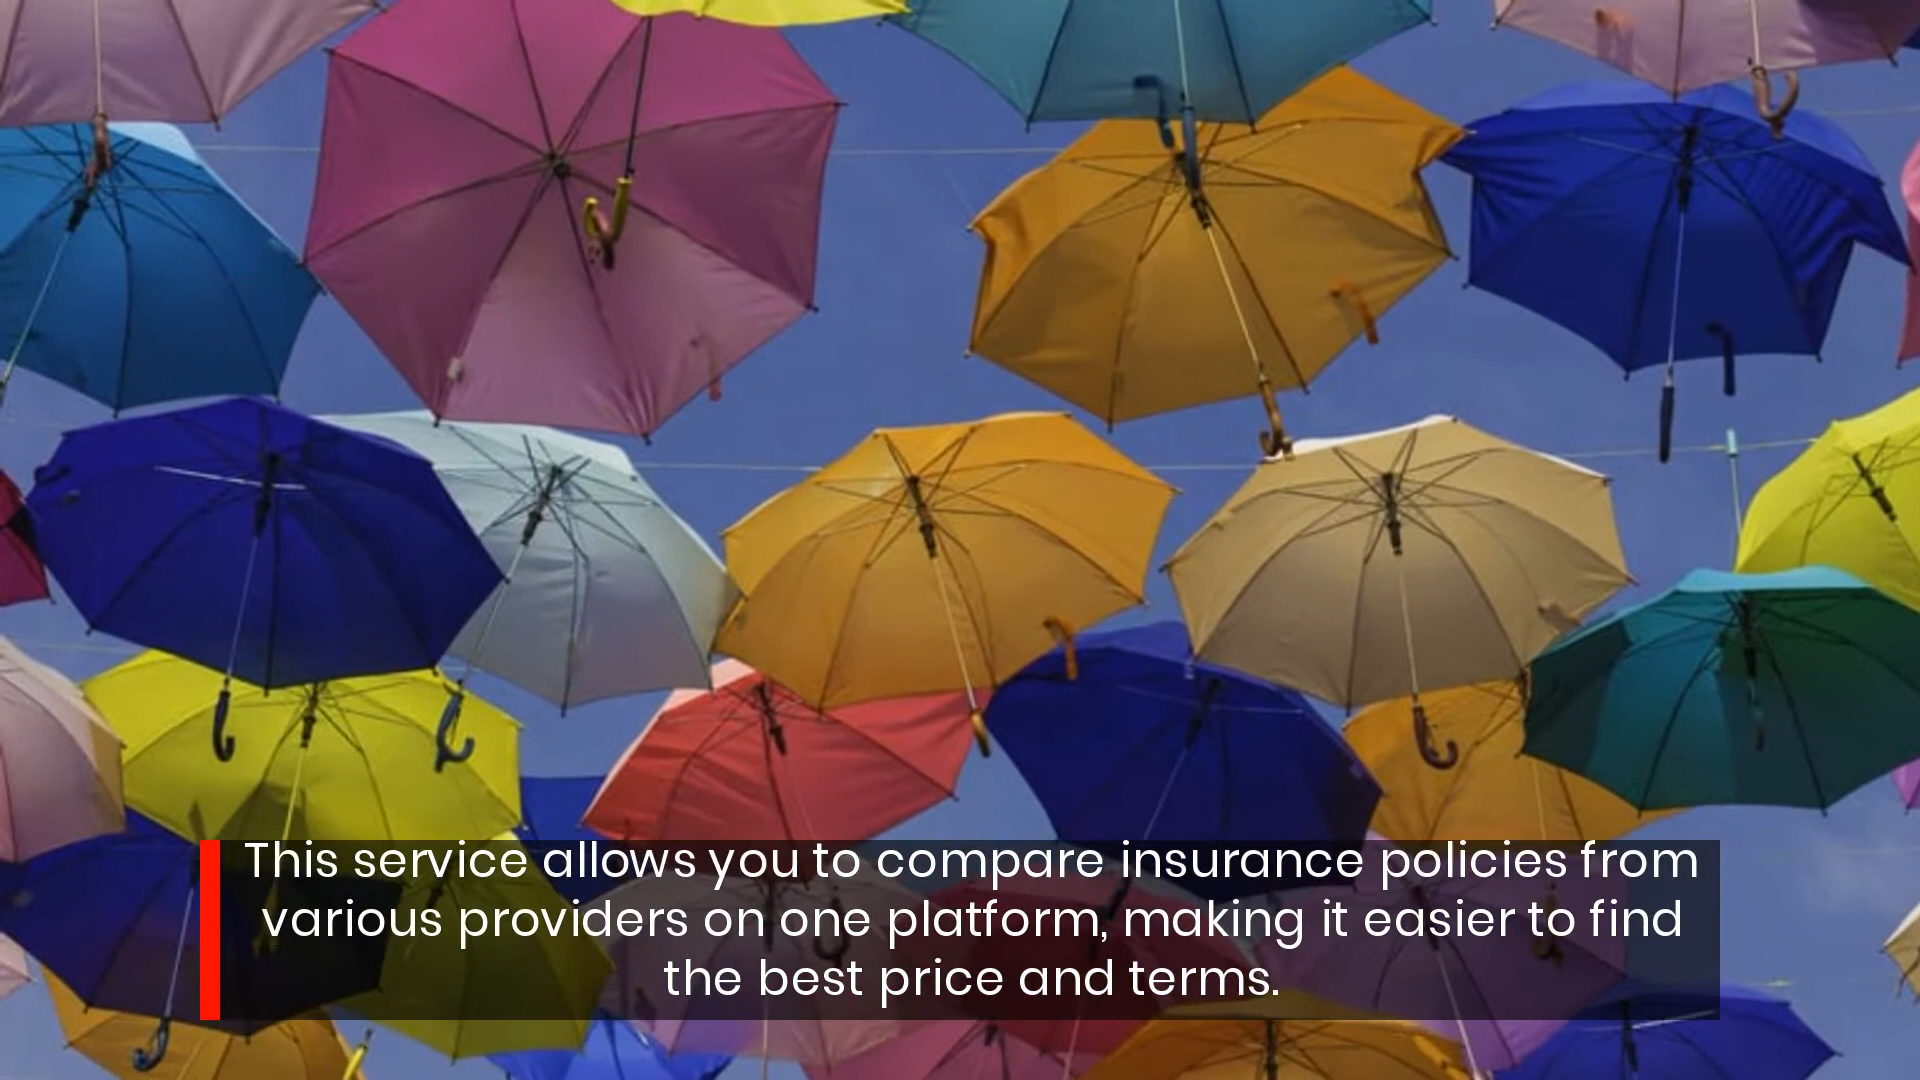 This service allows you to compare insurance policies from
various providers on one platform, making it easier to find
the best price and terms.